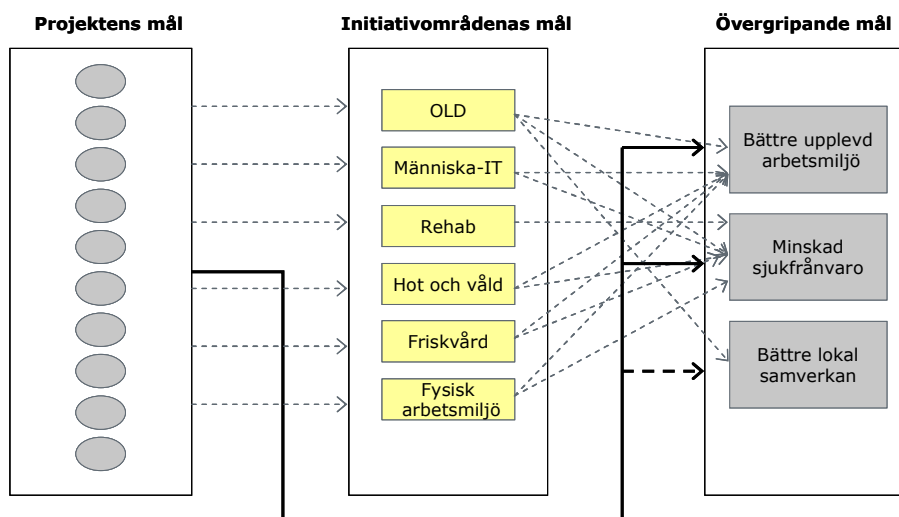 Projektens mål
Initiativområdenas mål
Övergripande mål
OLD
Människa-IT
Rehab
Hot och våld
Friskvård
Fysisk
arbetsmiljö
Bättre upplevd
arbetsmiljö
Minskad
sjukfrånvaro
Bättre lokal
samverkan